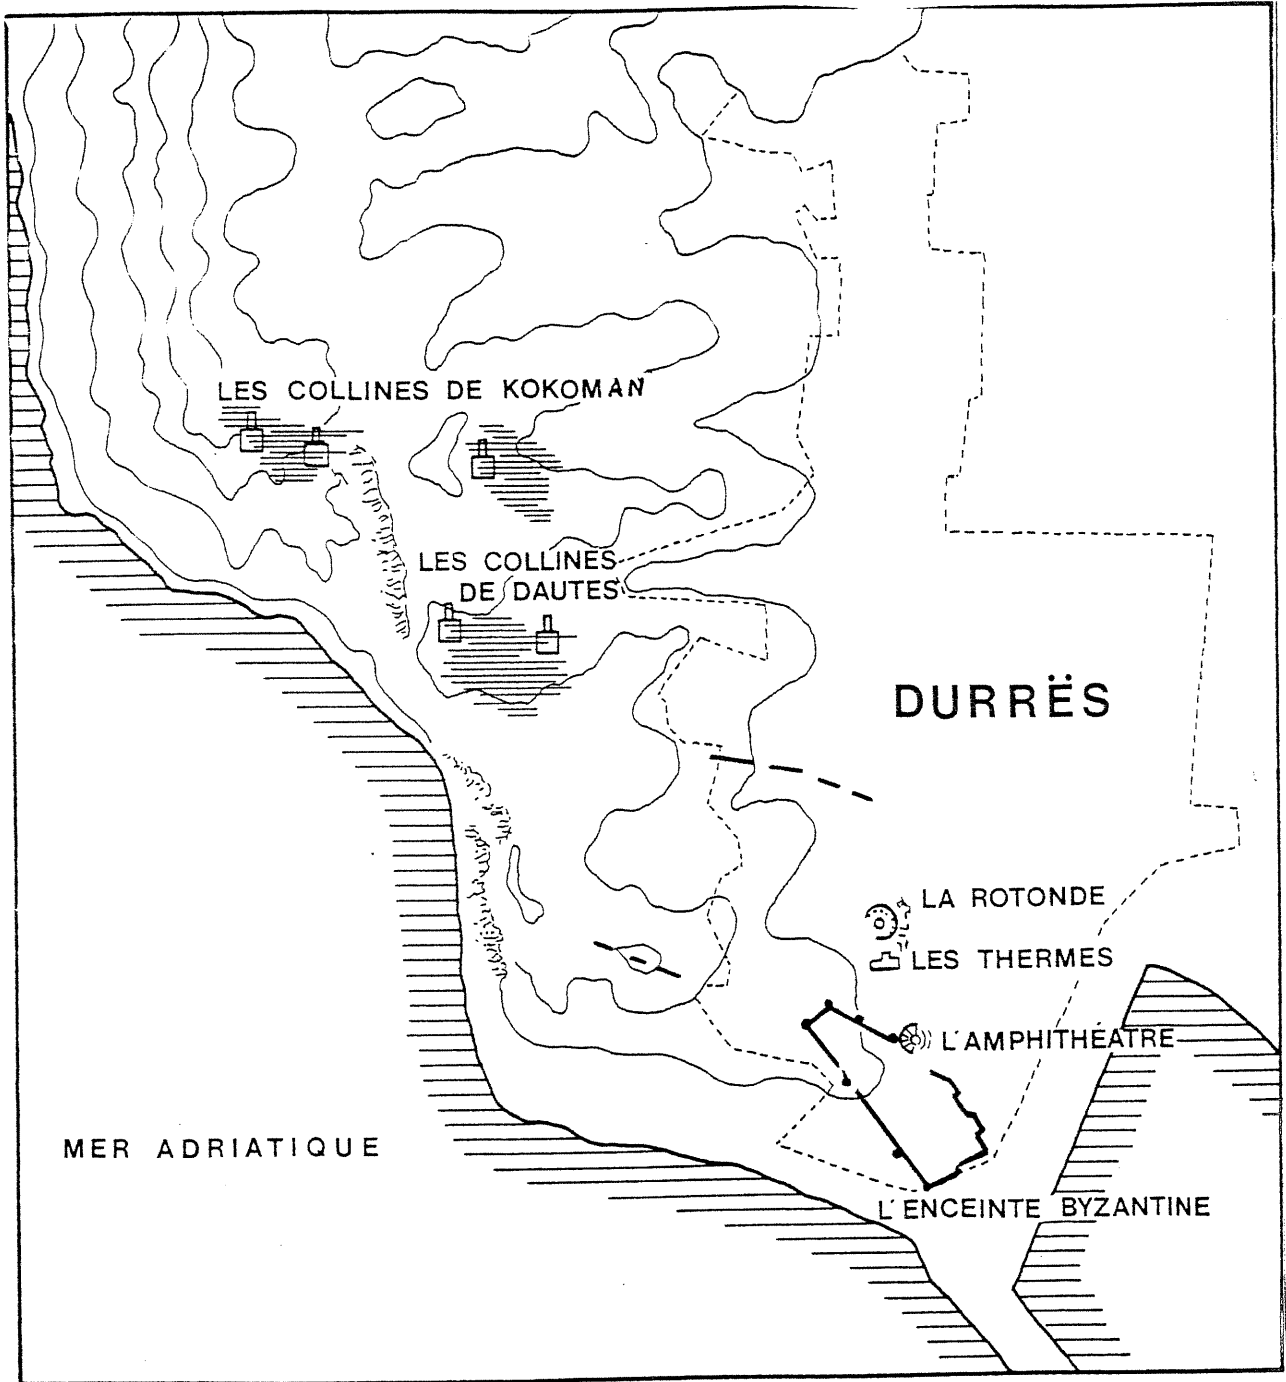 LES COLLINES DE KOKOMAN
LES COLLINES
DE DAUTES
DURRËS
LA ROTONDE
LES THERMES
L'AMPHITHÉATRE
MER ADRIATIQUE
L'ENCEINTE BYZANTINE